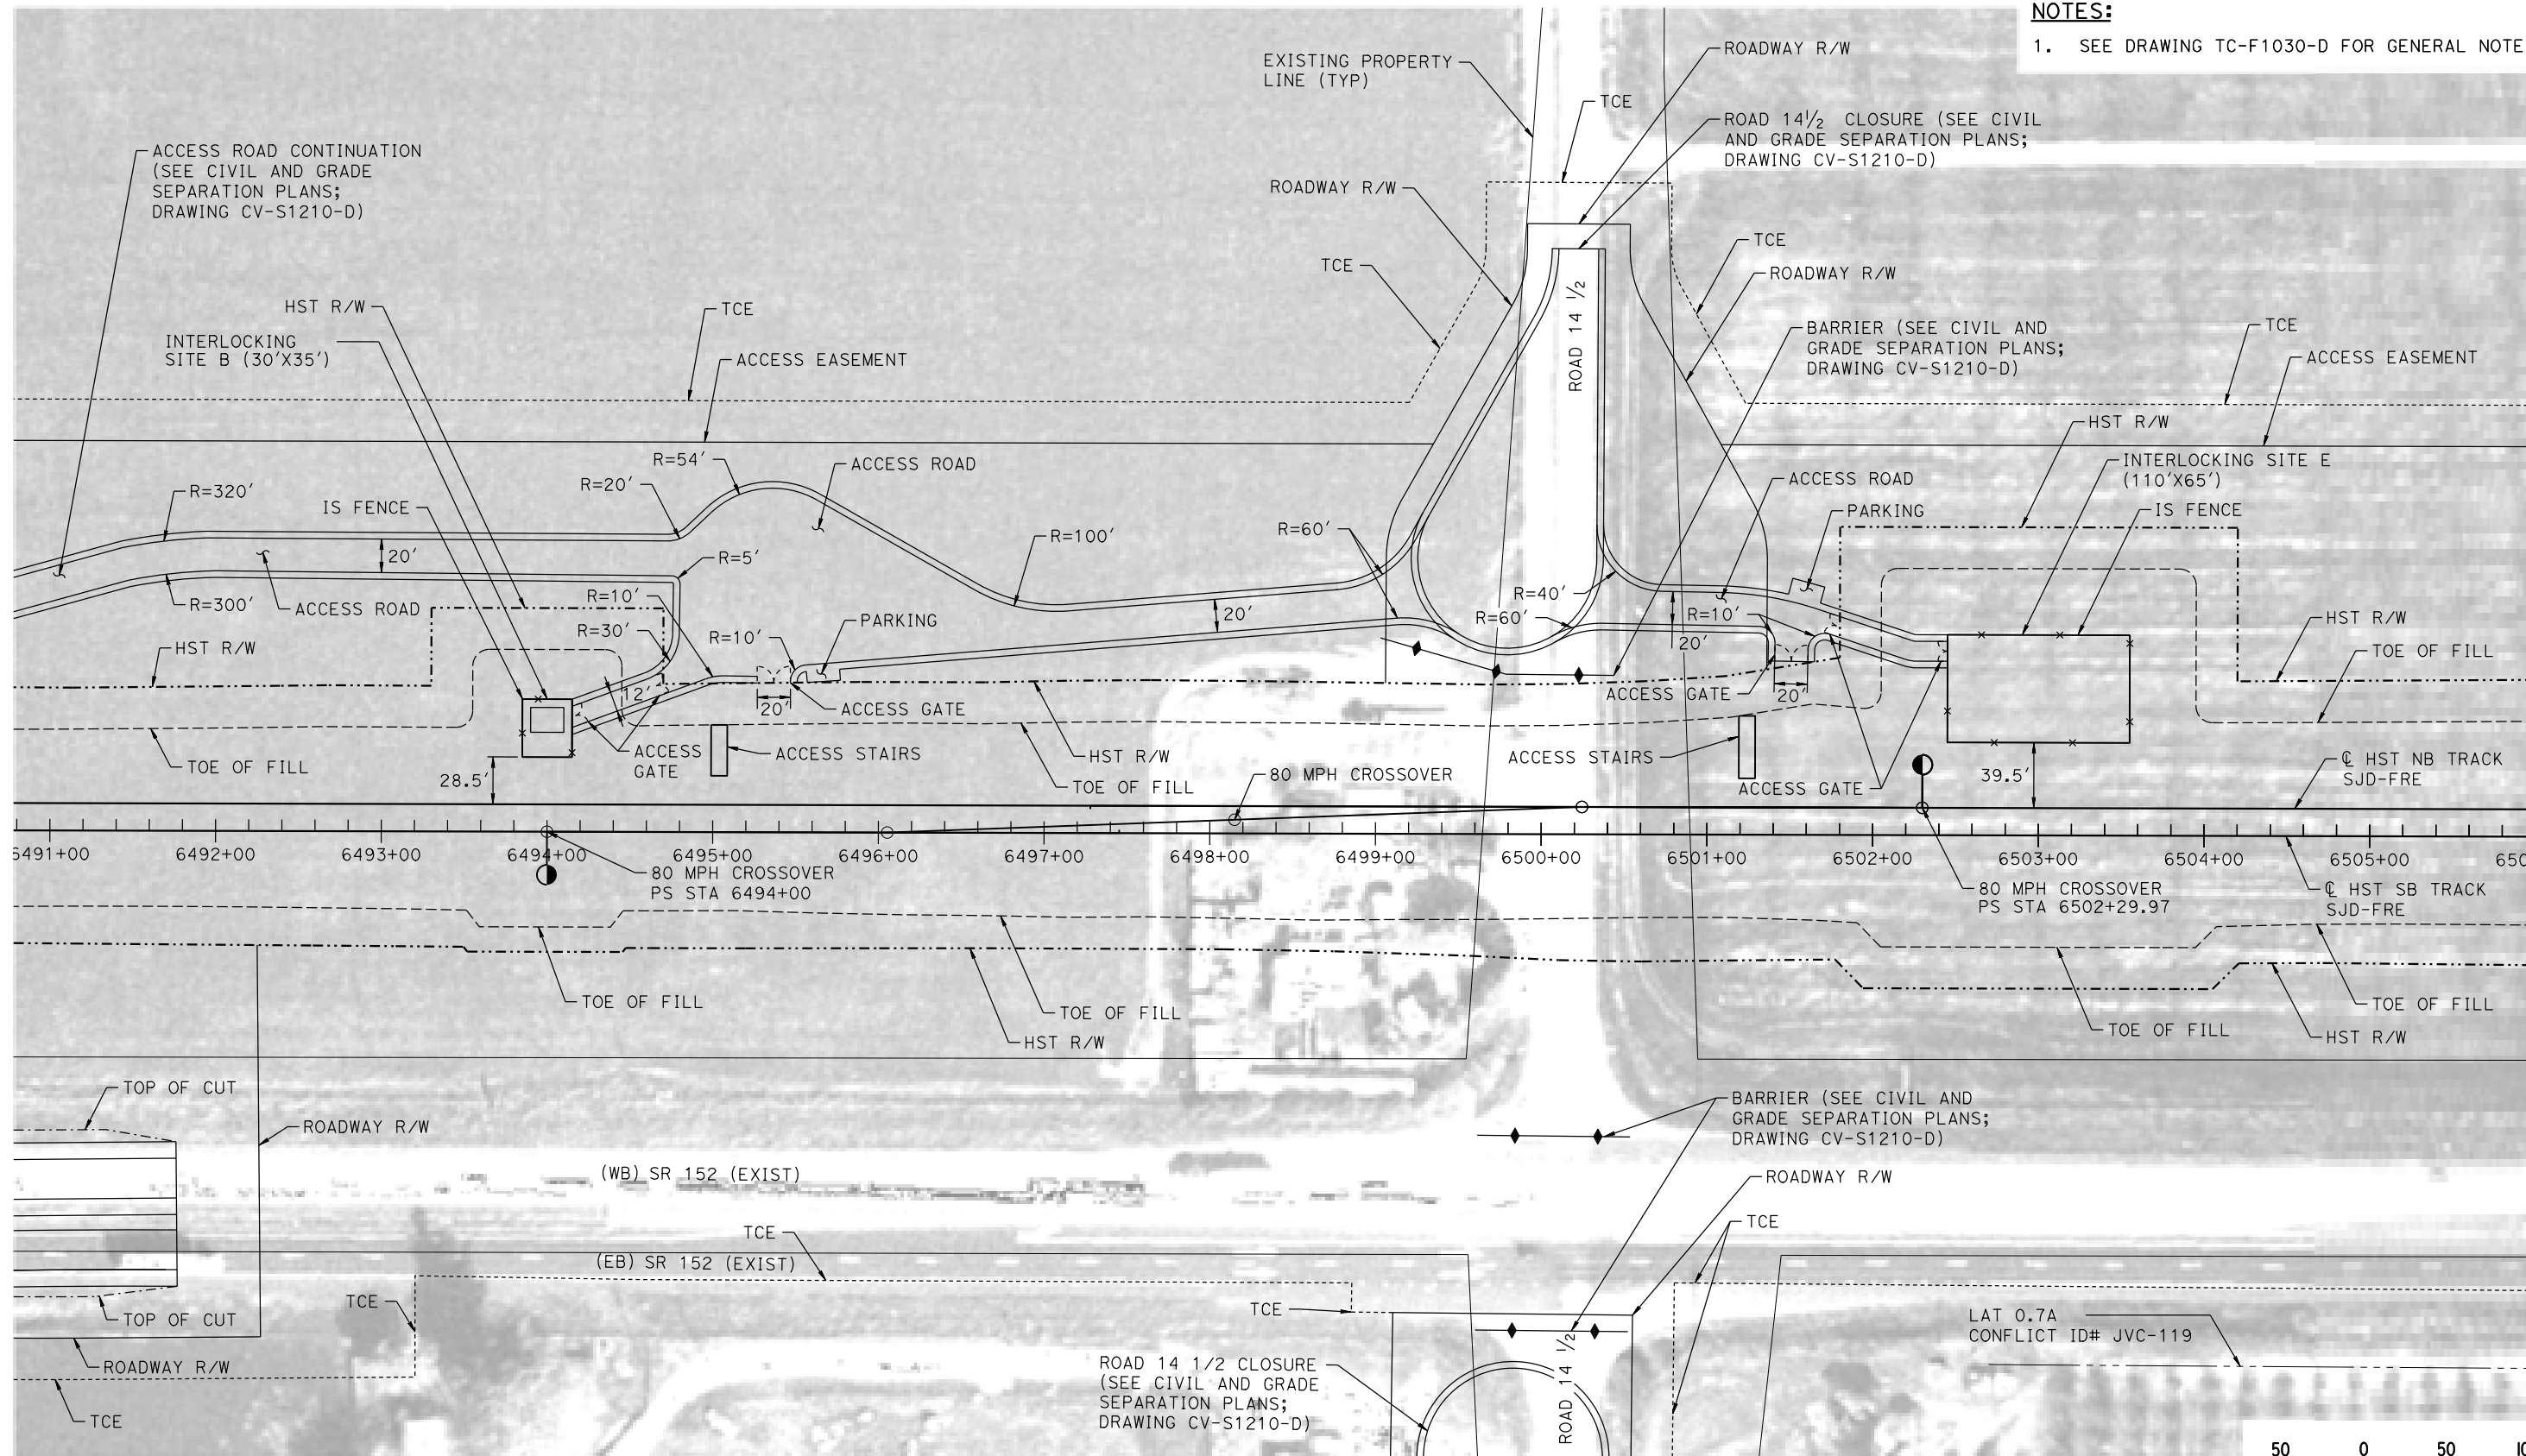 NOTES:
1. SEE DRAWING TC-F1030-D FOR GENERAL NOTE
EXISTING PROPERTY
LINE (TYP)
ROADWAY R/W
TCE
ROAD 14½ CLOSURE (SEE CIVIL
AND GRADE SEPARATION PLANS;
DRAWING CV-S1210-D)
ACCESS ROAD CONTINUATION
(SEE CIVIL AND GRADE
SEPARATION PLANS;
DRAWING CV-S1210-D)
ROADWAY R/W
TCE
TCE
ROADWAY R/W
HST R/W
TCE
ROAD 14 ½
INTERLOCKING
SITE B (30'X35')
ACCESS EASEMENT
BARRIER (SEE CIVIL AND
GRADE SEPARATION PLANS;
DRAWING CV-S1210-D)
TCE
ACCESS EASEMENT
HST R/W
R=54'
ACCESS ROAD
R=320'
R=20'
IS FENCE
INTERLOCKING SITE E
(110'X65')
ACCESS ROAD
PARKING
IS FENCE
R=60'
R=100'
20'
R=5'
R=300'
ACCESS ROAD
R=10'
R=40'
20'
R=60'
R=10'
PARKING
R=30'
R=10'
20'
HST R/W
HST R/W
TOE OF FILL
12'
20'
ACCESS GATE
ACCESS GATE
20'
TOE OF FILL
ACCESS
GATE
ACCESS STAIRS
HST R/W
ACCESS STAIRS
28.5'
TOE OF FILL
80 MPH CROSSOVER
ACCESS GATE
39.5'
℄ HST NB TRACK
SJD-FRE
6491+00 6492+00 6493+00 6494+00 6495+00 6496+00 6497+00 6498+00 6499+00 6500+00 6501+00 6502+00 6503+00 6504+00 6505+00 650
80 MPH CROSSOVER
PS STA 6494+00
80 MPH CROSSOVER
PS STA 6502+29.97
℄ HST SB TRACK
SJD-FRE
TOE OF FILL
TOE OF FILL
HST R/W
TOE OF FILL
TOE OF FILL
HST R/W
TOP OF CUT
ROADWAY R/W
BARRIER (SEE CIVIL AND
GRADE SEPARATION PLANS;
DRAWING CV-S1210-D)
(WB) SR 152 (EXIST)
ROADWAY R/W
TCE
TCE
(EB) SR 152 (EXIST)
TCE
TCE
TOP OF CUT
LAT 0.7A
CONFLICT ID# JVC-119
ROADWAY R/W
ROAD 14 1/2 CLOSURE
(SEE CIVIL AND GRADE
SEPARATION PLANS;
DRAWING CV-S1210-D)
ROAD 14 ½
TCE
50 0 50 10